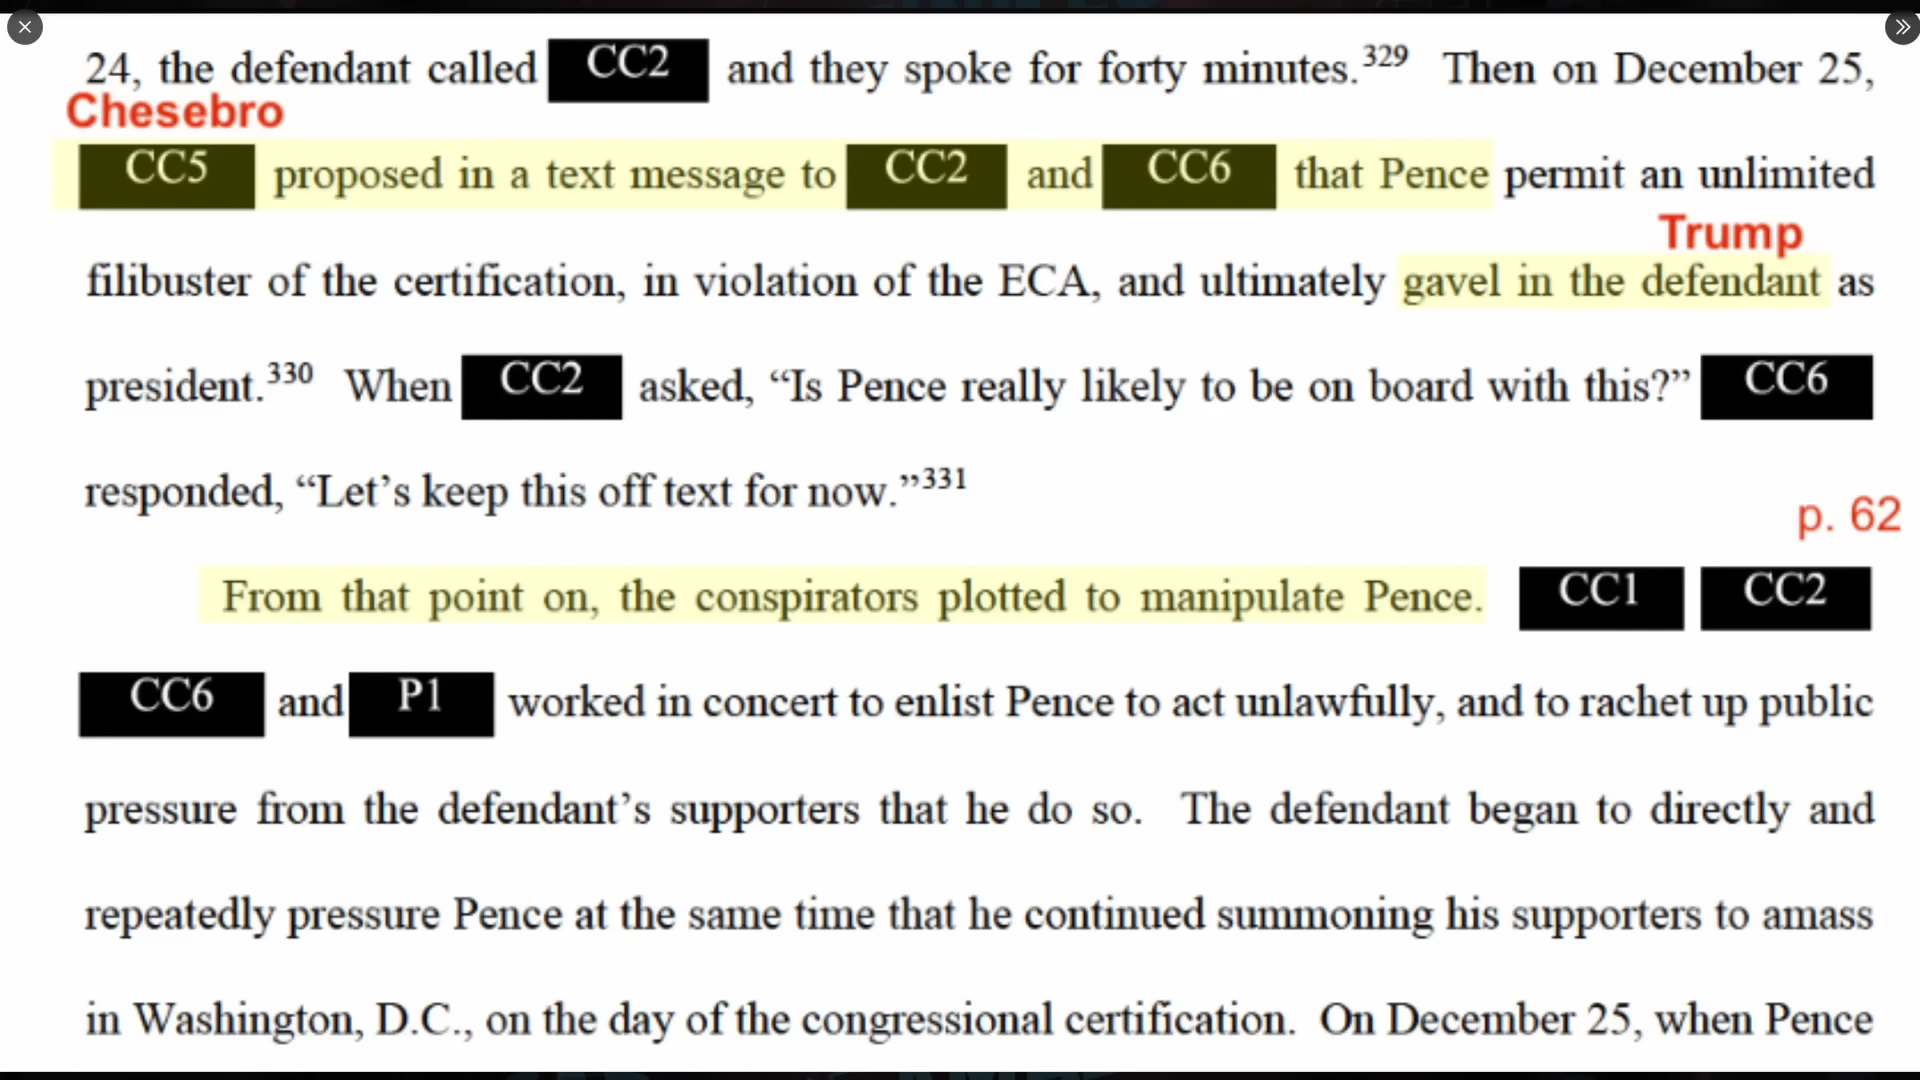 24, the defendant called CC2 and they spoke for forty minutes.329 Then on December 25,
Chesebro
CC5 proposed in a text message to CC2 and CC6 that Pence permit an unlimited
Trump
filibuster of the certification, in violation of the ECA, and ultimately gavel in the defendant as
president.330 When CC2 asked, “Is Pence really likely to be on board with this?” CC6
responded, “Let’s keep this off text for now.”331
p. 62
From that point on, the conspirators plotted to manipulate Pence. CC1 CC2
CC6 and P1 worked in concert to enlist Pence to act unlawfully, and to rachet up public
pressure from the defendant’s supporters that he do so. The defendant began to directly and
repeatedly pressure Pence at the same time that he continued summoning his supporters to amass
in Washington, D.C., on the day of the congressional certification. On December 25, when Pence